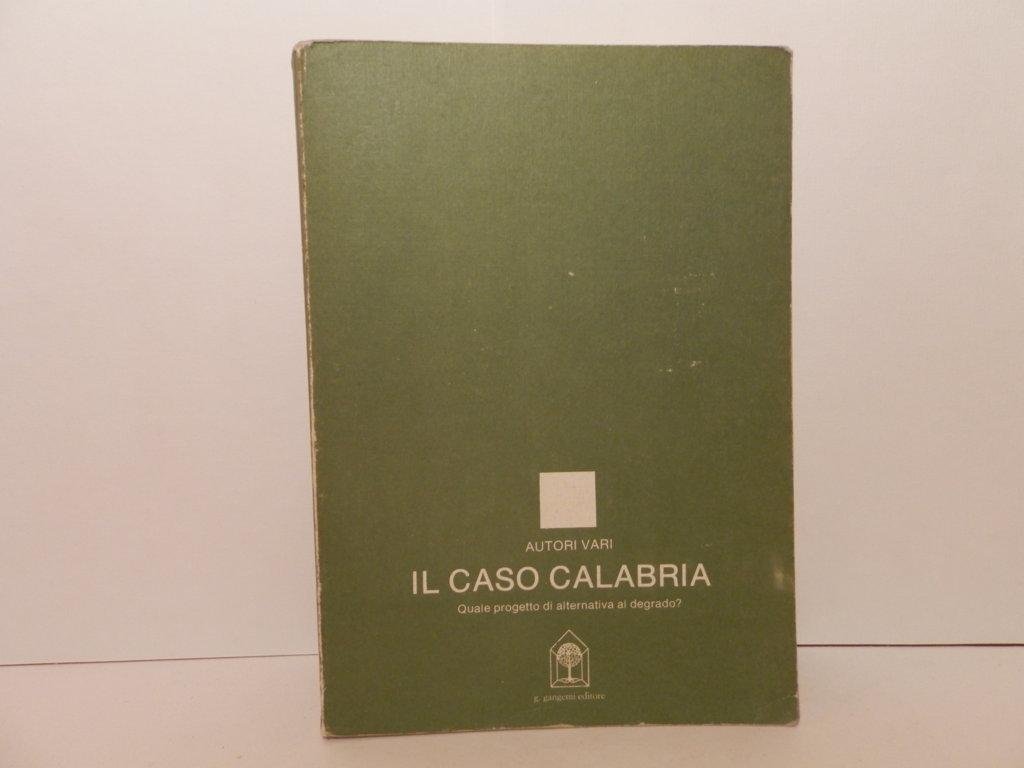 AUTORI VARI
IL CASO CALABRIA
Quale progetto di alternativa al degrado?
g. gangemi editore